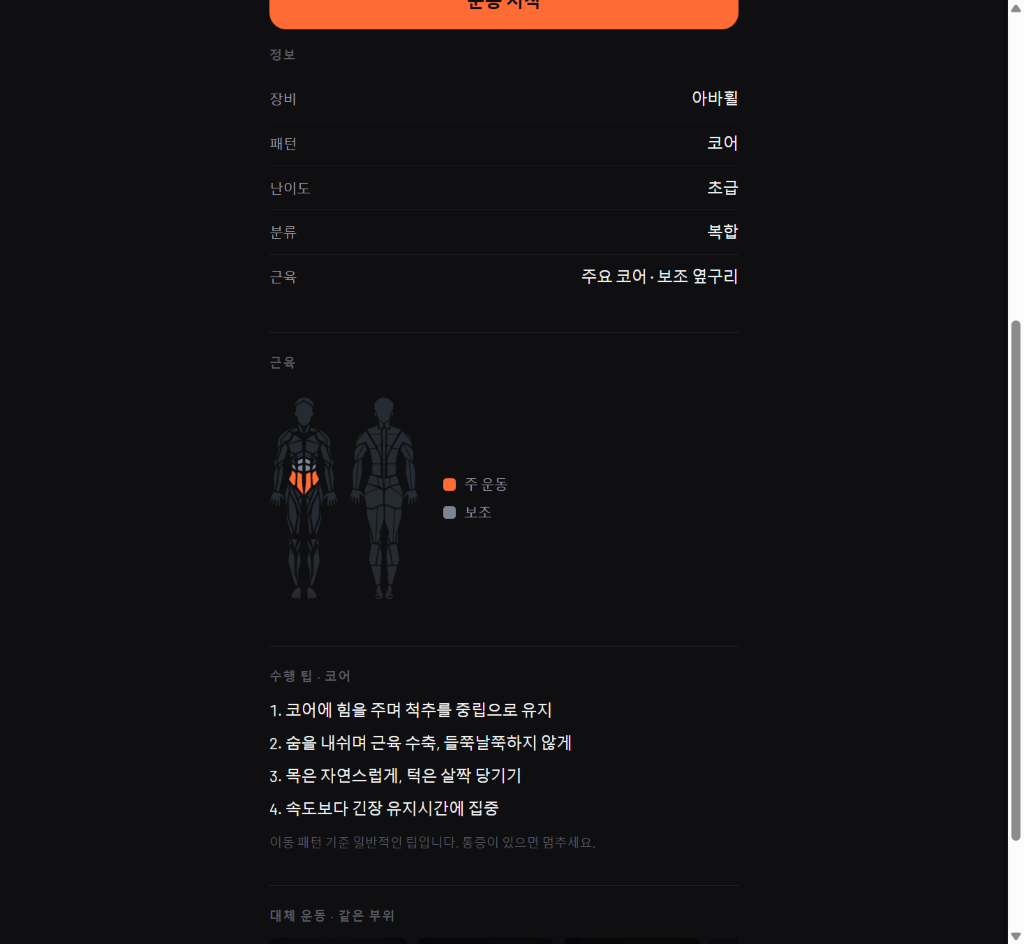 운동 시작
정보
장비 아바휠
패턴 코어
난이도 초급
분류 복합
근육 주요 코어 · 보조 옆구리
근육
주 운동
보조
수행 팁 · 코어
1. 코어에 힘을 주며 척추를 중립으로 유지
2. 숨을 내쉬며 근육 수축, 들쭉날쭉하지 않게
3. 목은 자연스럽게, 턱은 살짝 당기기
4. 속도보다 긴장 유지시간에 집중
이동 패턴 기준 일반적인 팁입니다. 통증이 있으면 멈추세요.
대체 운동 · 같은 부위